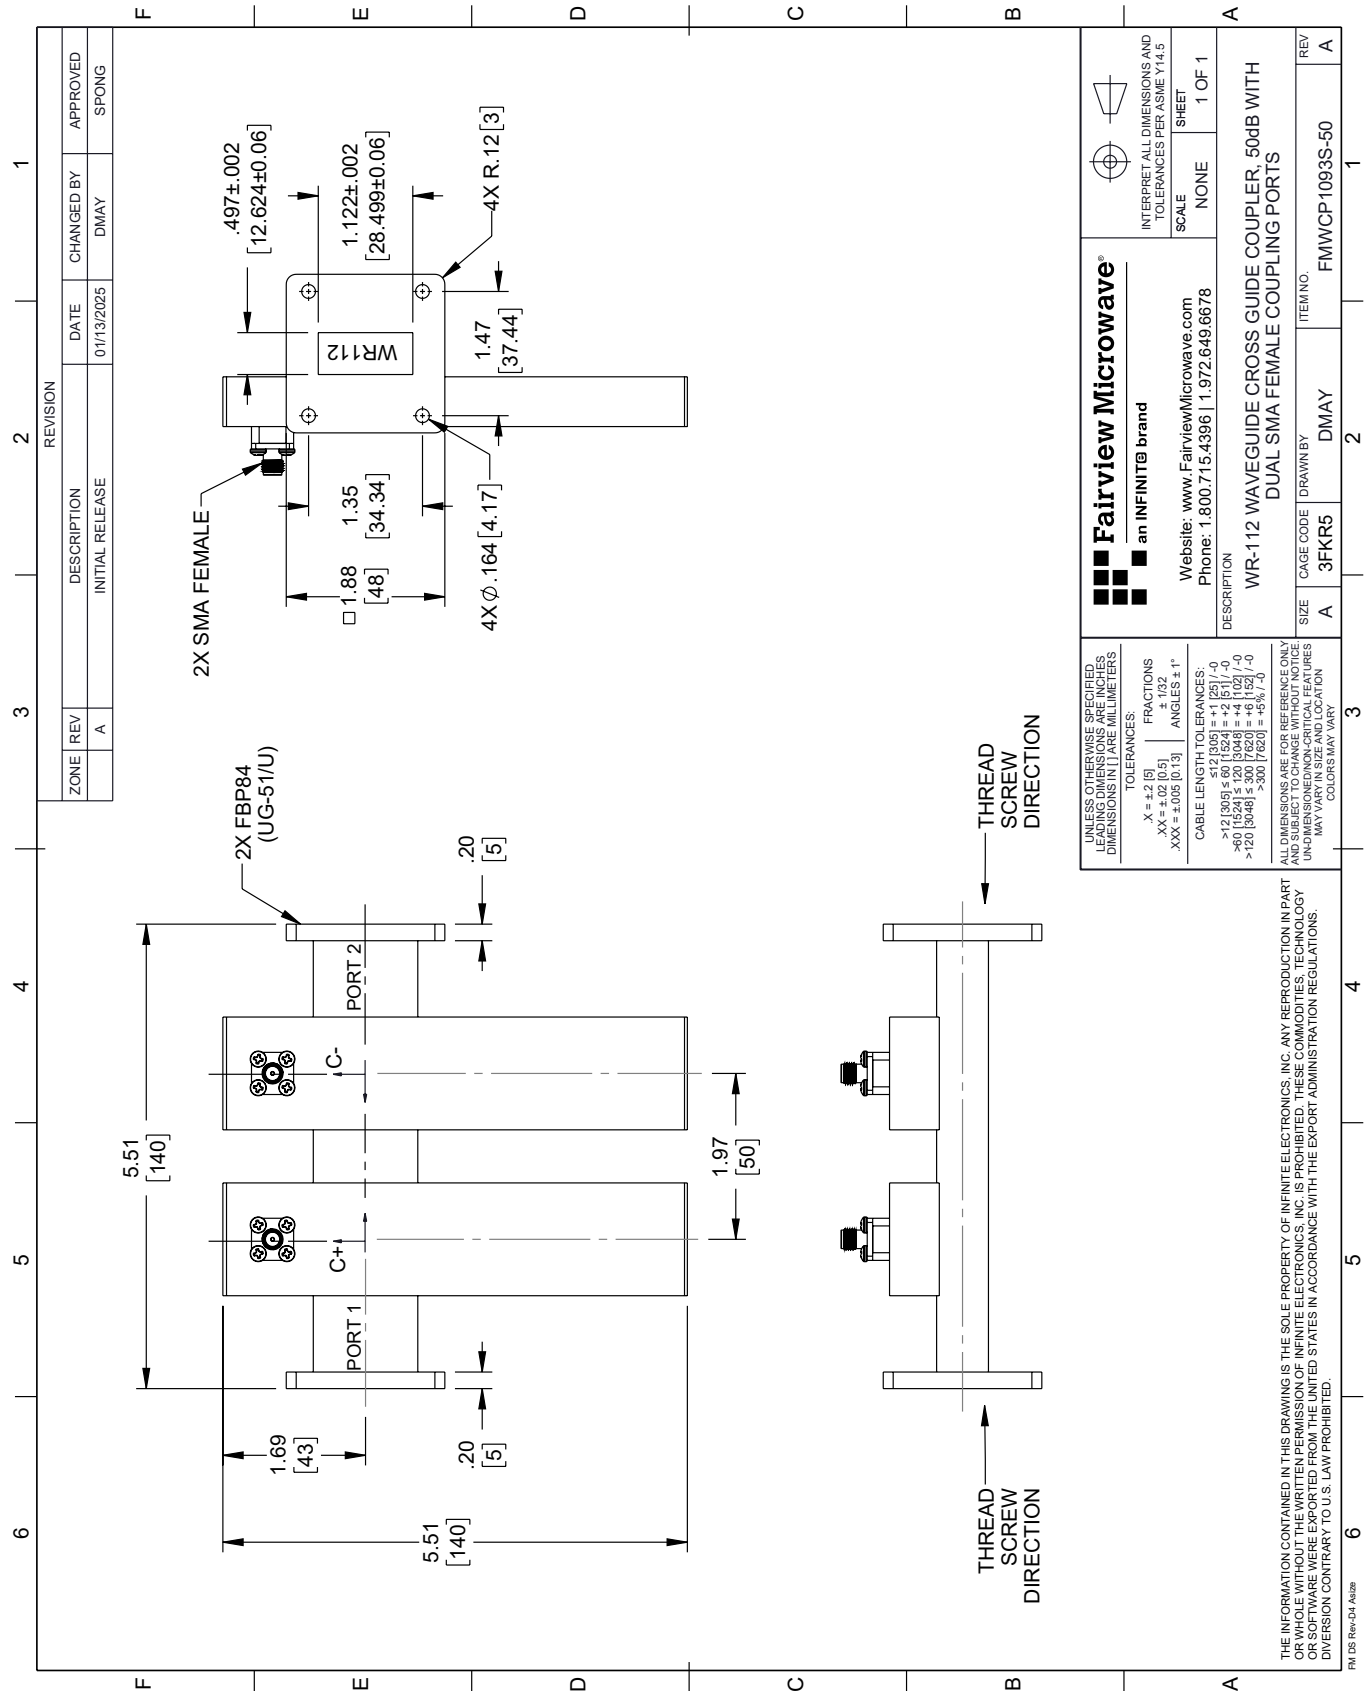 6
5
4
3
2
1
REVISION
ZONE
REV
DESCRIPTION
DATE
CHANGED BY
APPROVED
A
INITIAL RELEASE
01/13/2025
DMAY
SPONG
F
E
D
C
B
A
F
E
D
C
B
A
5.51
[140]
2X FBP84
(UG-51/U)
2X SMA FEMALE
.497±.002
[12.624±0.06]
1.69
[43]
5.51
[140]
PORT 1
C+
C-
PORT 2
.20
[5]
.20
[5]
1.97
[50]
□ 1.88
[48]
1.35
[34.34]
WR112
1.122±.002
[28.499±0.06]
4X ∅ .164 [4.17]
1.47
[37.44]
4X R.12 [3]
THREAD
SCREW
DIRECTION
THREAD
SCREW
DIRECTION
UNLESS OTHERWISE SPECIFIED
LEADING DIMENSIONS ARE INCHES
DIMENSIONS IN [ ] ARE MILLIMETERS
TOLERANCES:
.X = ±.2 [5]
.XX = ±.02 [0.5]
.XXX = ±.005 [0.13]
FRACTIONS
± 1/32
ANGLES ± 1°
CABLE LENGTH TOLERANCES:
≤12 [305] = +1 [25] / -0
>12 [305] ≤ 60 [1524] = +2 [51] / -0
>60 [1524] ≤ 120 [3048] = +4 [102] / -0
>120 [3048] ≤ 300 [7620] = +6 [152] / -0
>300 [7620] = +5% / -0
ALL DIMENSIONS ARE FOR REFERENCE ONLY
AND SUBJECT TO CHANGE WITHOUT NOTICE.
UN-DIMENSIONED/NON-CRITICAL FEATURES
MAY VARY IN SIZE AND LOCATION
COLORS MAY VARY
Fairview Microwave®
an INFINITE brand
Website: www.FairviewMicrowave.com
Phone: 1.800.715.4396 | 1.972.649.6678
INTERPRET ALL DIMENSIONS AND
TOLERANCES PER ASME Y14.5
SCALE
NONE
SHEET
1 OF 1
DESCRIPTION
WR-112 WAVEGUIDE CROSS GUIDE COUPLER, 50dB WITH
DUAL SMA FEMALE COUPLING PORTS
SIZE
A
CAGE CODE
3FKR5
DRAWN BY
DMAY
ITEM NO.
FMWCP1093S-50
REV
A
THE INFORMATION CONTAINED IN THIS DRAWING IS THE SOLE PROPERTY OF INFINITE ELECTRONICS, INC. ANY REPRODUCTION IN PART
OR WHOLE WITHOUT THE WRITTEN PERMISSION OF INFINITE ELECTRONICS, INC. IS PROHIBITED. THESE COMMODITIES, TECHNOLOGY
OR SOFTWARE WERE EXPORTED FROM THE UNITED STATES IN ACCORDANCE WITH THE EXPORT ADMINISTRATION REGULATIONS.
DIVERSION CONTRARY TO U.S. LAW PROHIBITED.
6
5
4
3
2
1
FM DS Rev-D4 Asize